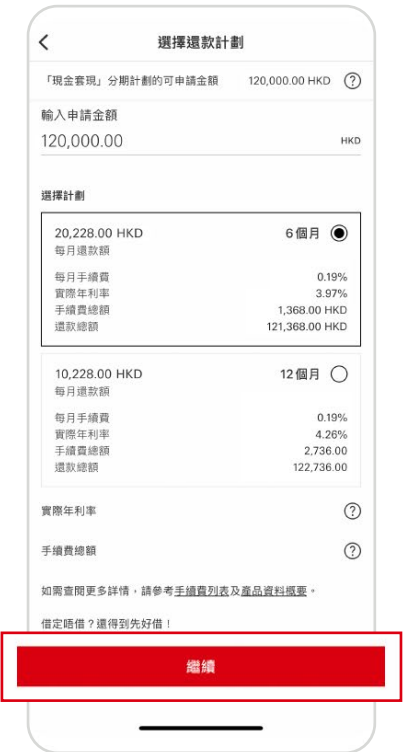 選擇還款計劃
「現金套現」分期計劃的可申請金額 120,000.00 HKD ?
輸入申請金額
120,000.00 HKD
選擇計劃
20,228.00 HKD 6個月
每月還款額
每月手續費 0.19%
實際年利率 3.97%
手續費總額 1,368.00 HKD
還款總額 121,368.00 HKD
10,228.00 HKD 12個月
每月還款額
每月手續費 0.19%
實際年利率 4.26%
手續費總額 2,736.00
還款總額 122,736.00
實際年利率 ?
手續費總額 ?
如需查閱更多詳情，請參考手續費列表及產品資料概要。
借定唔借？還得到先好借！
繼續